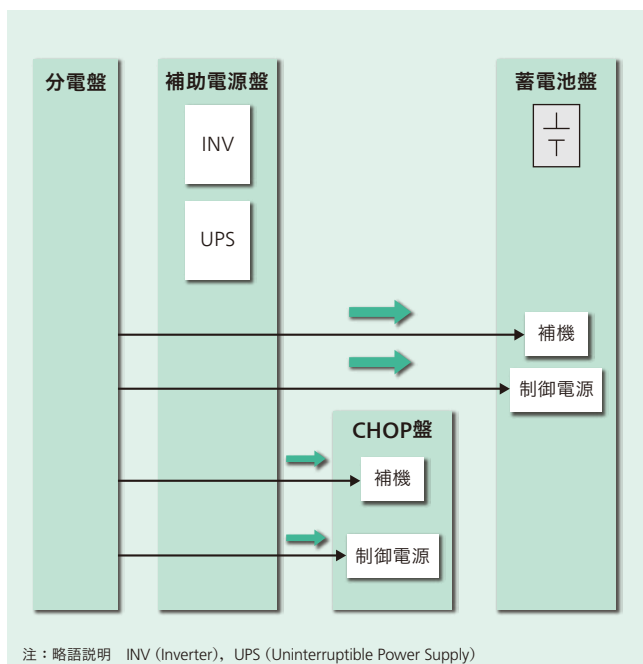 分電盤
補助電源盤
蓄電池盤
INV
UPS
補機
制御電源
CHOP盤
補機
制御電源
注：略語説明　INV（Inverter），UPS（Uninterruptible Power Supply）